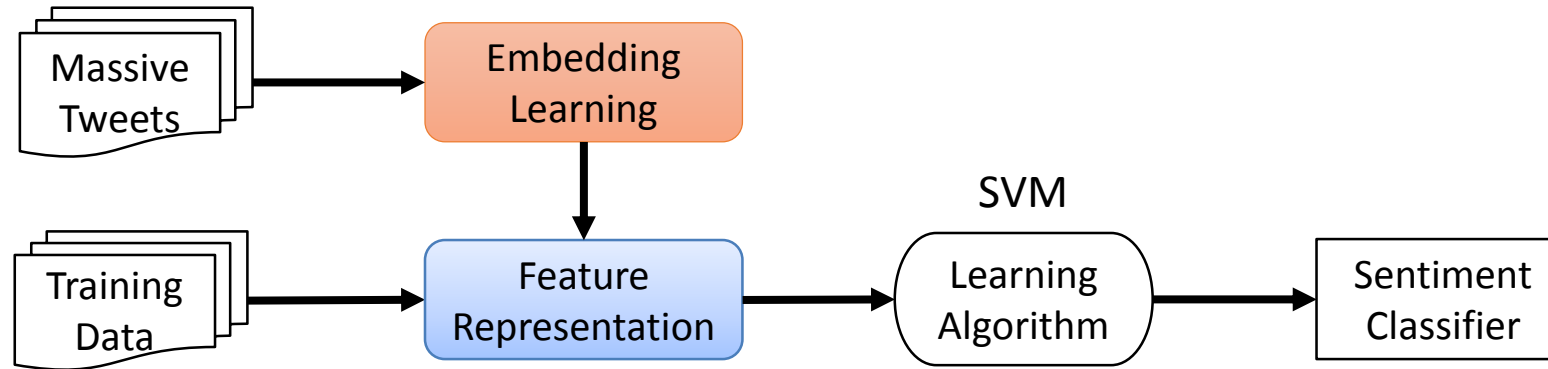 Massive
Tweets
Embedding
Learning
SVM
Training
Data
Feature
Representation
Learning
Algorithm
Sentiment
Classifier